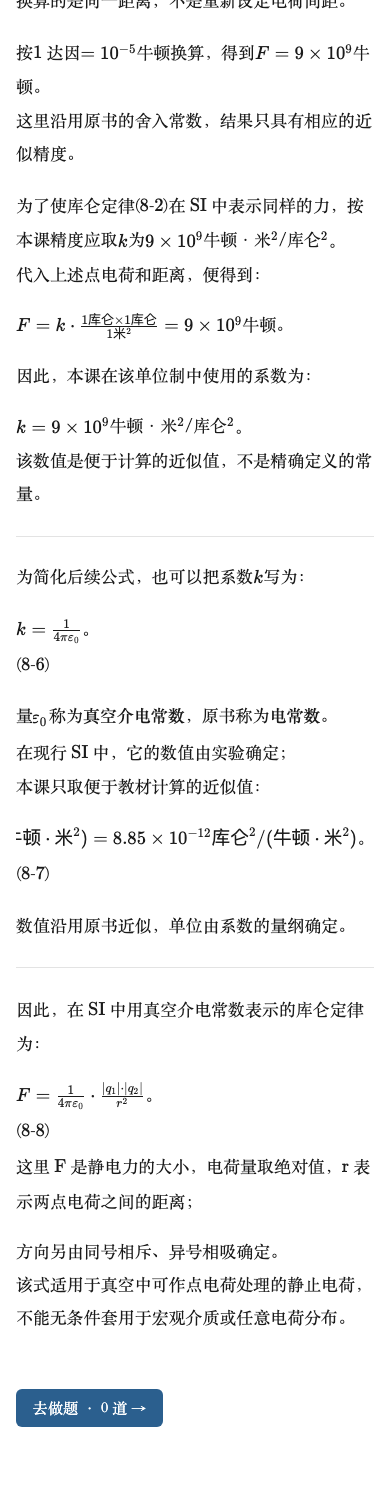 换算的是同一距离，不是重新设定电荷间距。
按1 达因= 10⁻⁵牛顿换算，得到F = 9 × 10⁹牛
顿。
这里沿用原书的舍入常数，结果只具有相应的近
似精度。
为了使库仑定律(8-2)在 SI 中表示同样的力，按
本课精度应取k为9 × 10⁹牛顿 · 米²/库仑²。
代入上述点电荷和距离，便得到：
F = k · (1库仑×1库仑)/(1米²) = 9 × 10⁹牛顿。
因此，本课在该单位制中使用的系数为：
k = 9 × 10⁹牛顿 · 米²/库仑²。
该数值是便于计算的近似值，不是精确定义的常
量。
为简化后续公式，也可以把系数k写为：
k = 1/(4πε₀)。
(8-6)
量ε₀称为真空介电常数，原书称为电常数。
在现行 SI 中，它的数值由实验确定；
本课只取便于教材计算的近似值：
牛顿 · 米²) = 8.85 × 10⁻¹²库仑²/(牛顿 · 米²)。
(8-7)
数值沿用原书近似，单位由系数的量纲确定。
因此，在 SI 中用真空介电常数表示的库仑定律
为：
F = 1/(4πε₀) · |q₁|·|q₂|/r²。
(8-8)
这里 F 是静电力的大小，电荷量取绝对值，r 表
示两点电荷之间的距离；
方向另由同号相斥、异号相吸确定。
该式适用于真空中可作点电荷处理的静止电荷，
不能无条件套用于宏观介质或任意电荷分布。
去做题 · 0 道 →